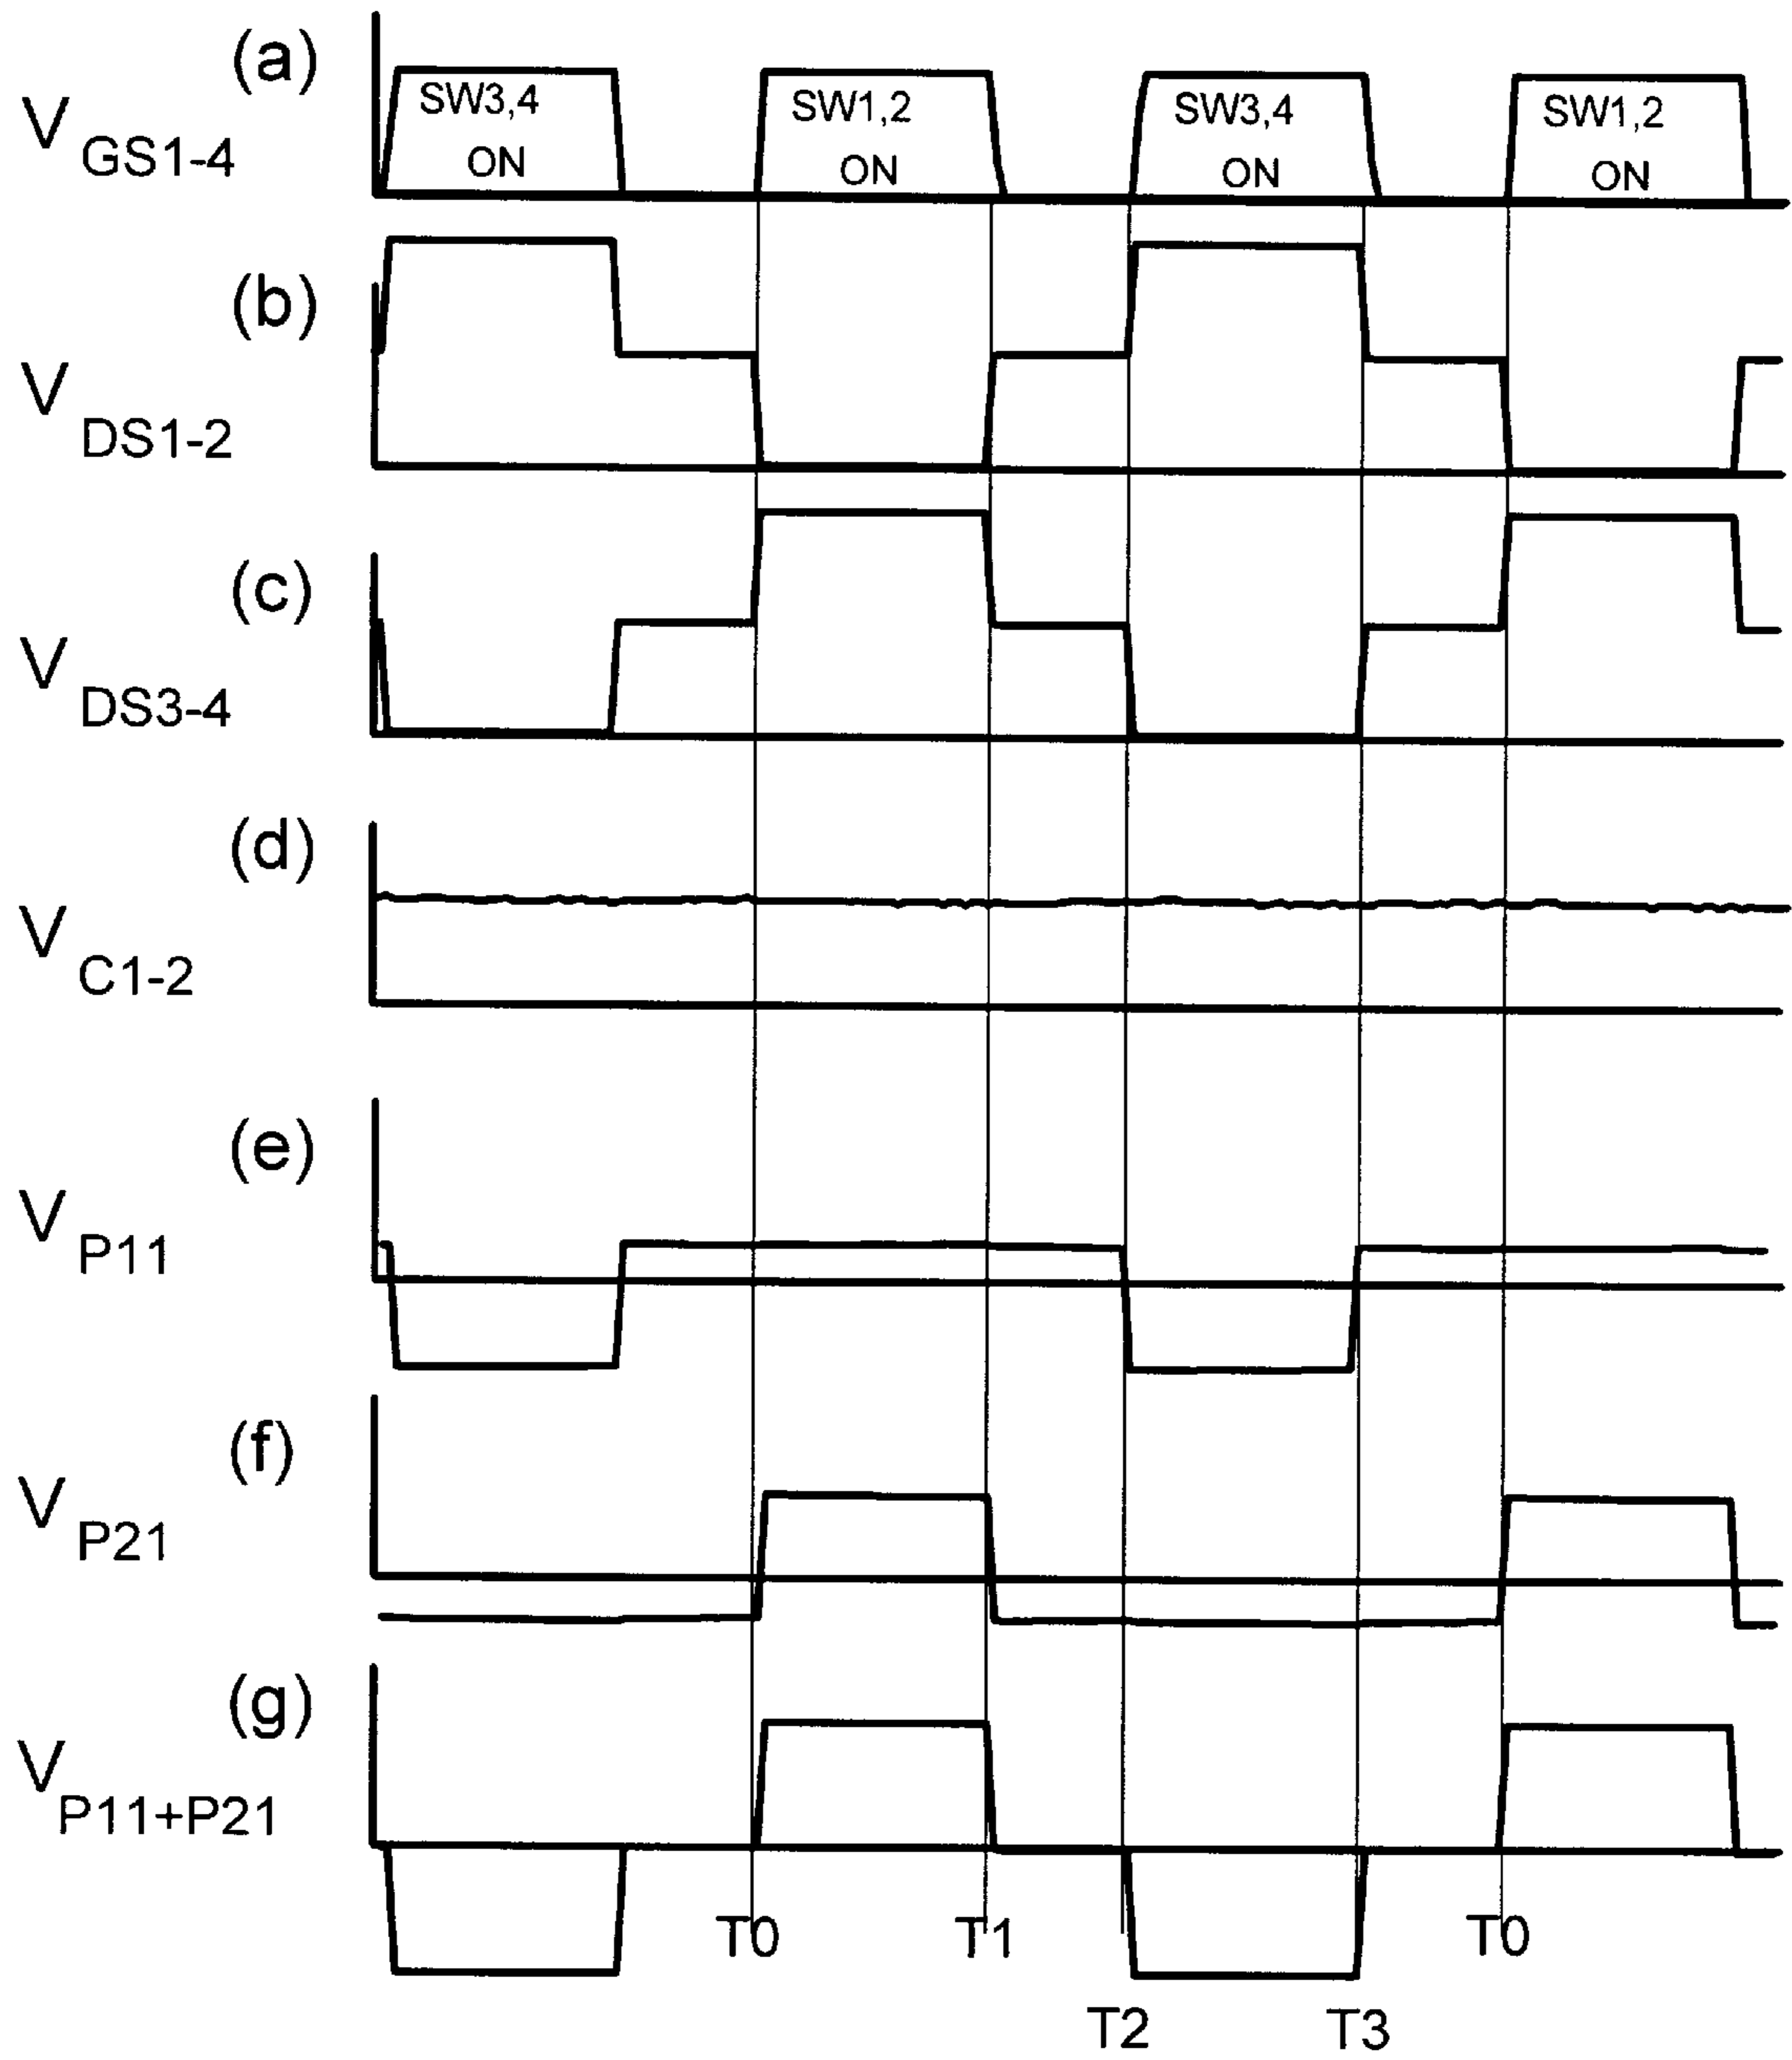 (a)
V GS1-4
SW3,4 ON
SW1,2 ON
SW3,4 ON
SW1,2 ON
(b)
V DS1-2
(c)
V DS3-4
(d)
V C1-2
(e)
V P11
(f)
V P21
(g)
V P11+P21
T0
T1
T0
T2
T3